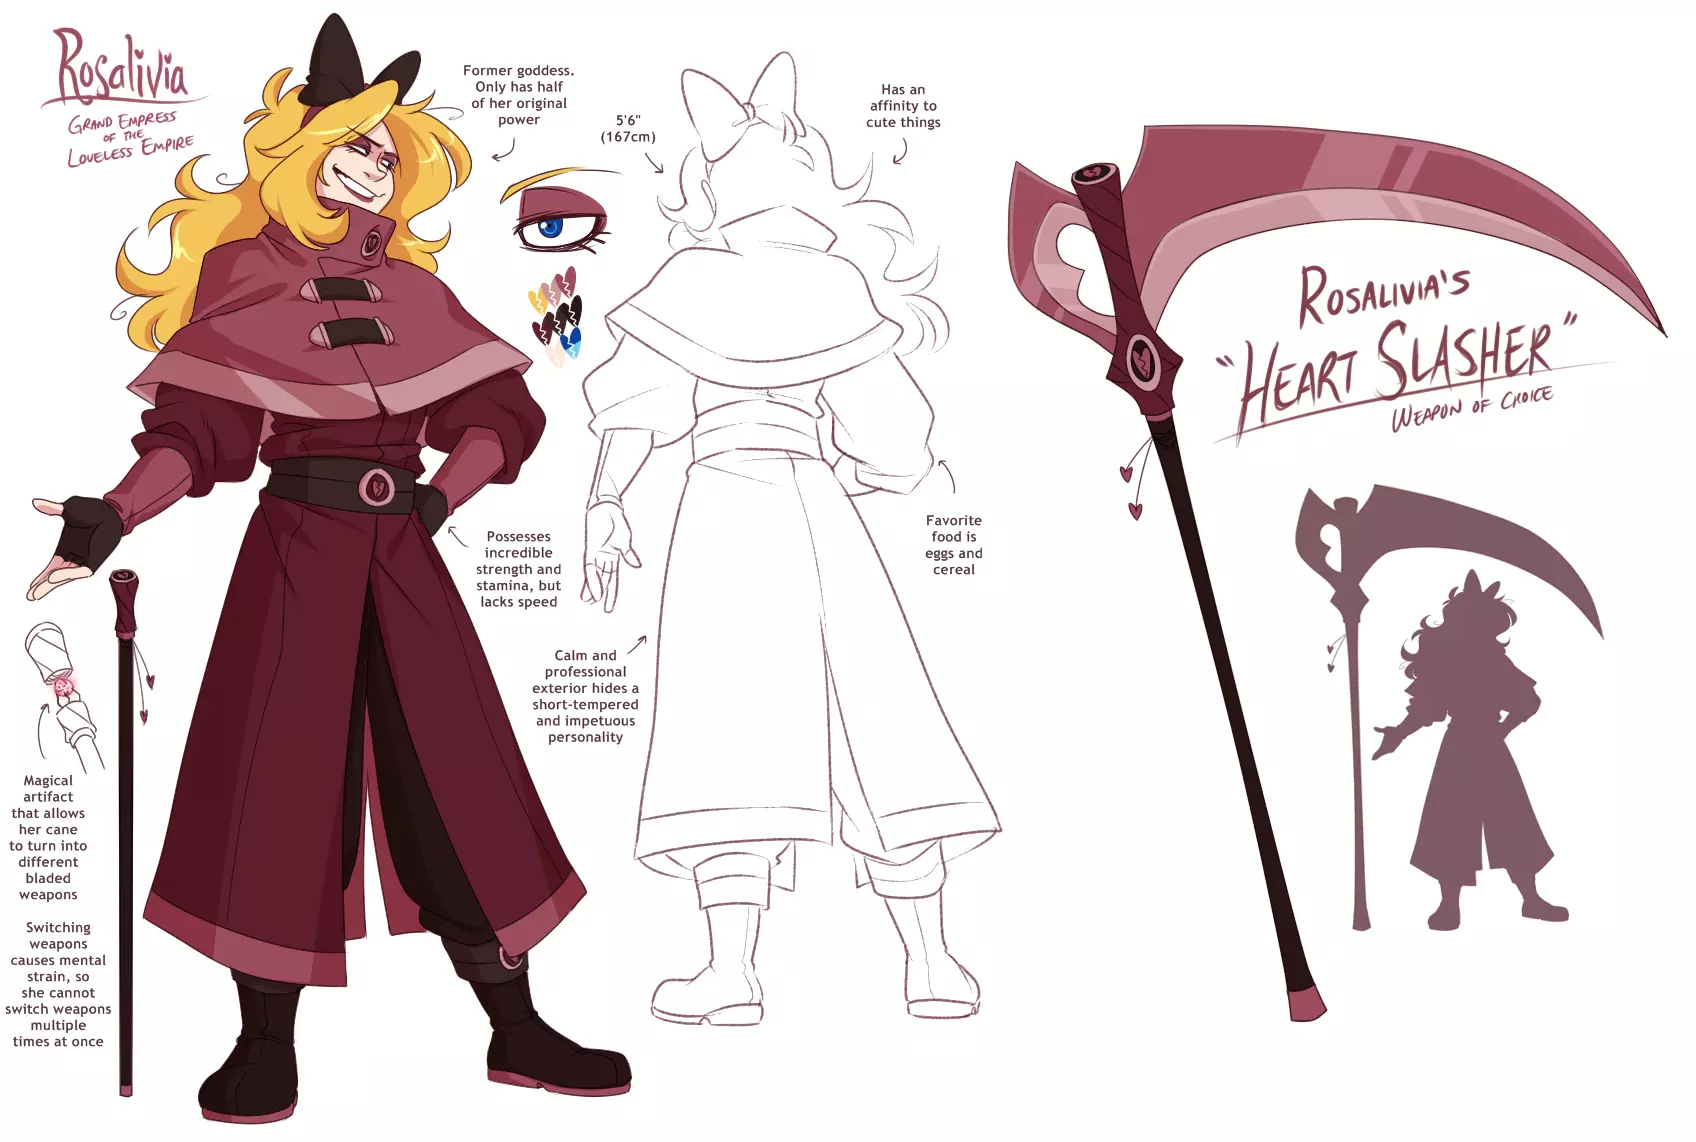 Rosalivia
Grand Empress
of the
Loveless Empire
Former goddess.
Only has half
of her original
power
5'6"
(167cm)
Has an
affinity to
cute things
Rosalivia's
"Heart Slasher"
Weapon of Choice
Favorite
food is
eggs and
cereal
Possesses
incredible
strength and
stamina, but
lacks speed
Calm and
professional
exterior hides a
short-tempered
and impetuous
personality
Magical
artifact
that allows
her cane
to turn into
different
bladed
weapons
Switching
weapons
causes mental
strain, so
she cannot
switch weapons
multiple
times at once